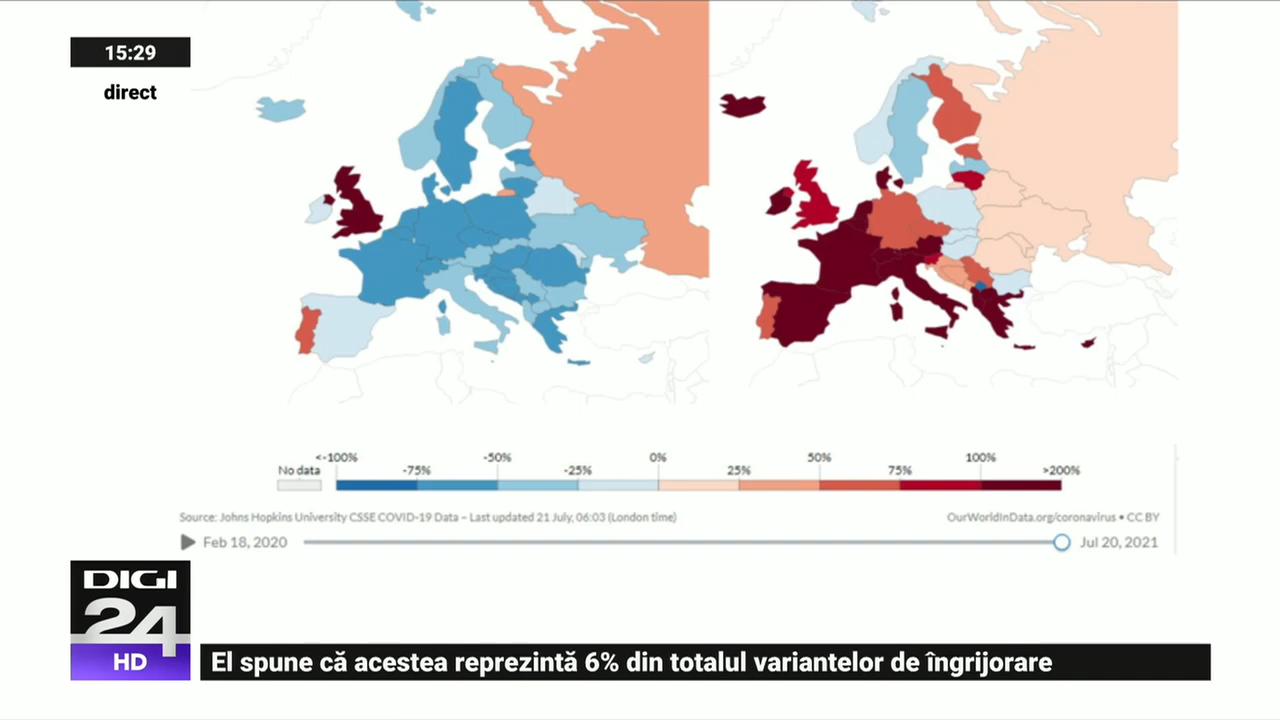 15:29
direct
<-100%
-50%
0%
50%
100%
No data
-75%
-25%
25%
75%
>200%
Source: Johns Hopkins University CSSE COVID-19 Data – Last updated 21 July, 06:03 (London time)
OurWorldInData.org/coronavirus • CC BY
Feb 18, 2020
Jul 20, 2021
DIGI
24
HD
El spune că acestea reprezintă 6% din totalul variantelor de îngrijorare